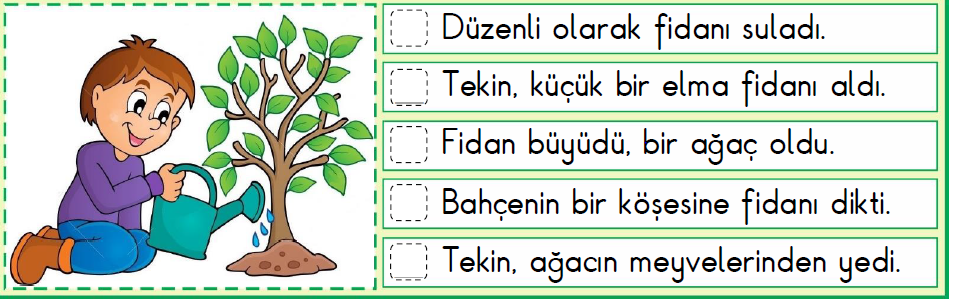 Düzenli olarak fidanı suladı.
Tekin, küçük bir elma fidanı aldı.
Fidan büyüdü, bir ağaç oldu.
Bahçenin bir köşesine fidanı dikti.
Tekin, ağacın meyvelerinden yedi.